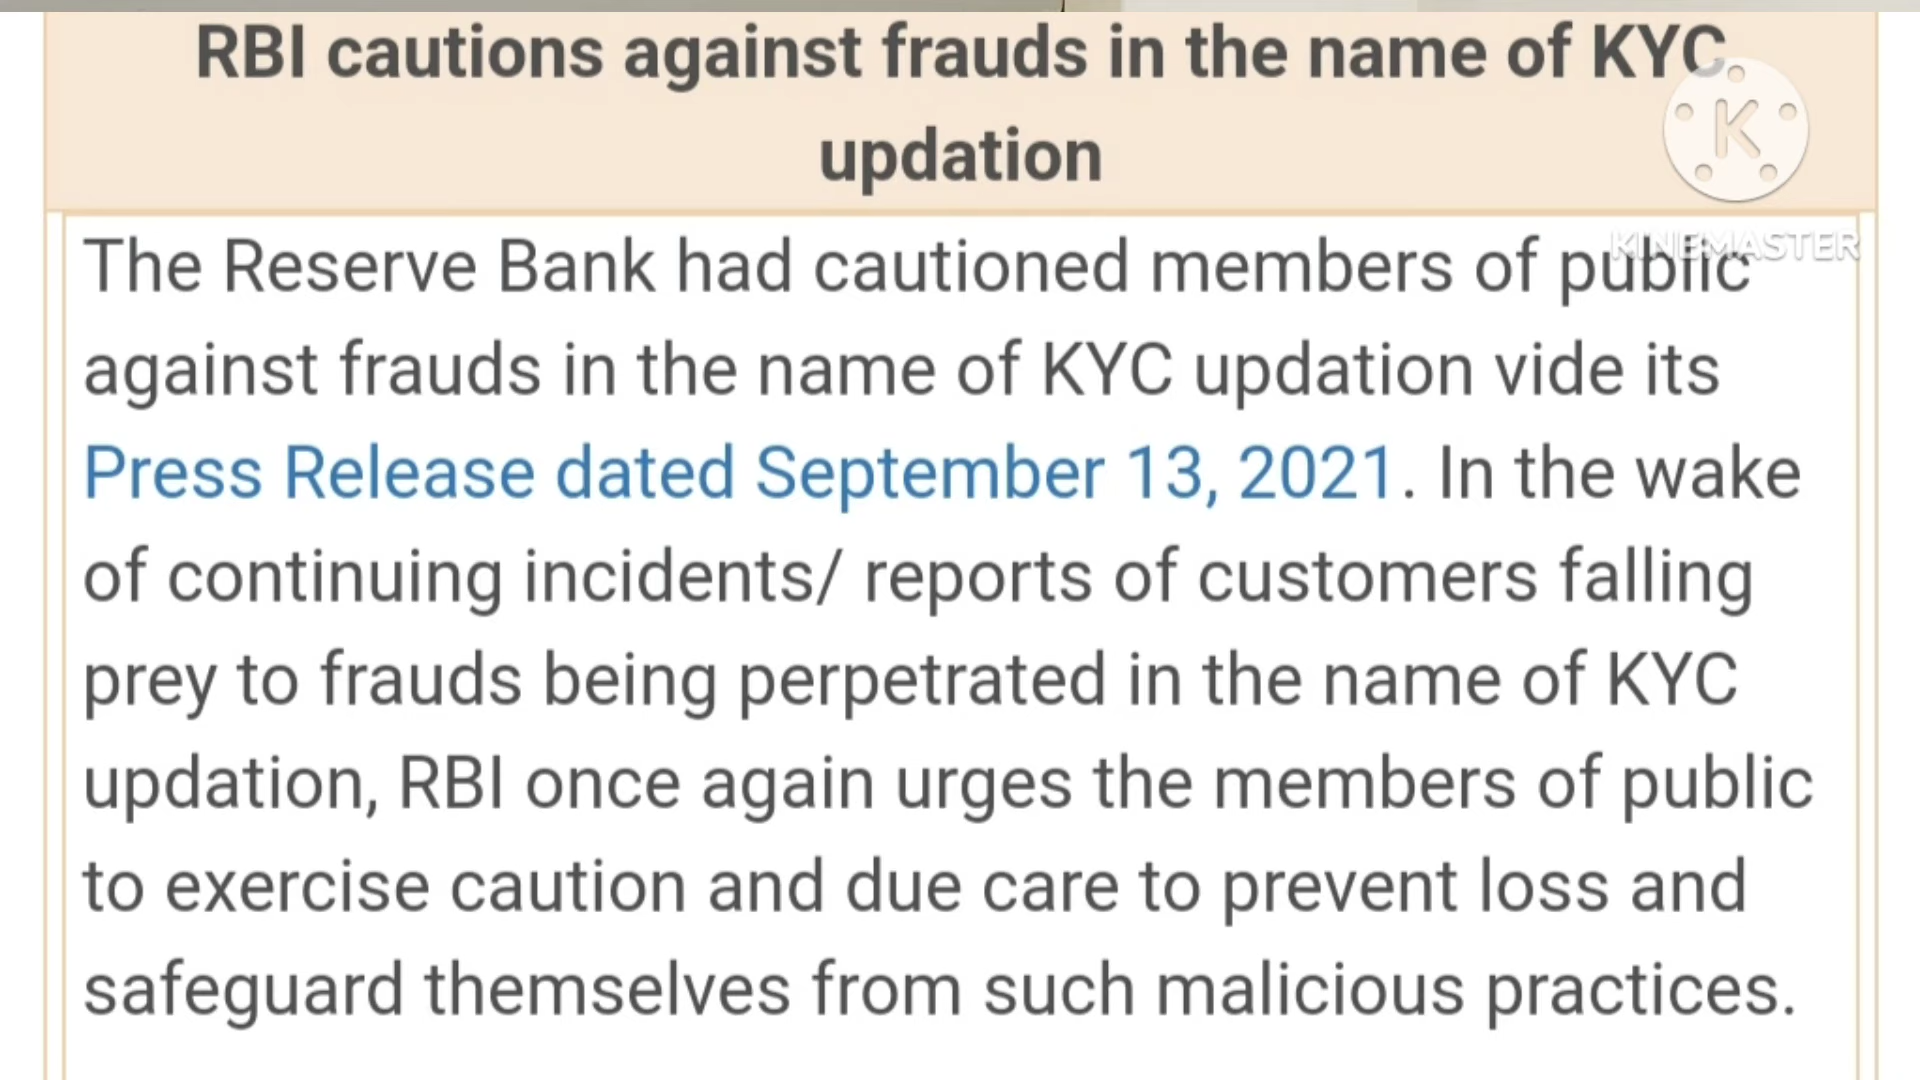 RBI cautions against frauds in the name of KYC
updation
K
KINEMASTER
The Reserve Bank had cautioned members of public
against frauds in the name of KYC updation vide its
Press Release dated September 13, 2021. In the wake
of continuing incidents/ reports of customers falling
prey to frauds being perpetrated in the name of KYC
updation, RBI once again urges the members of public
to exercise caution and due care to prevent loss and
safeguard themselves from such malicious practices.